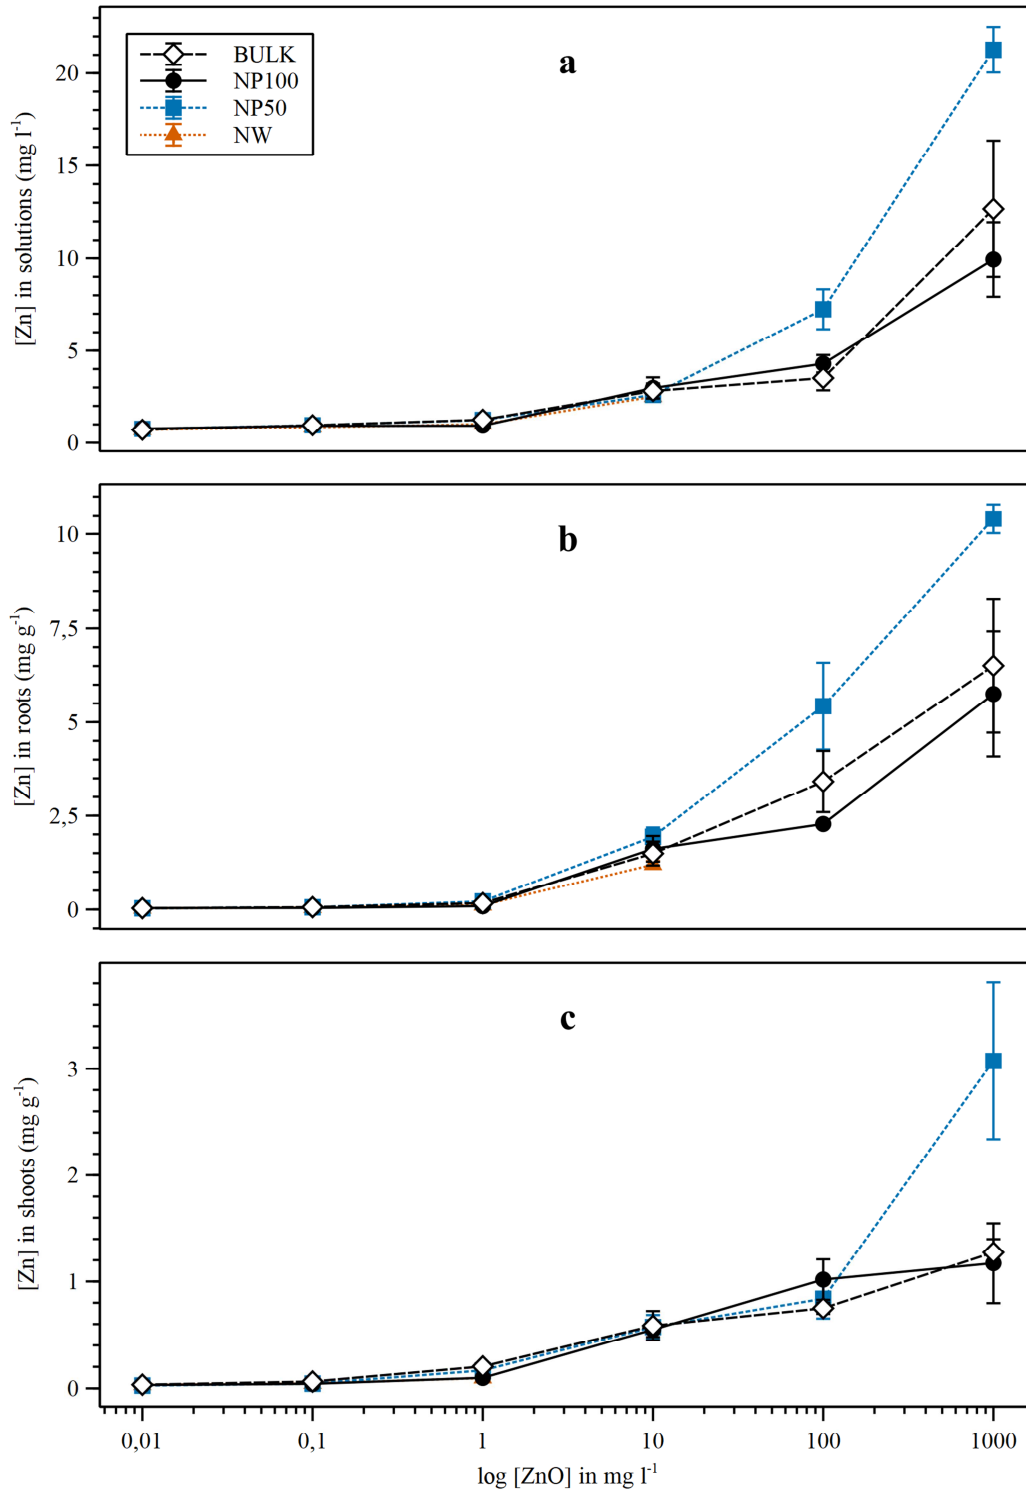 a
BULK
NP100
NP50
NW
[Zn] in solutions (mg l⁻¹)
20
15
10
5
0
b
[Zn] in roots (mg g⁻¹)
10
7,5
5
2,5
0
c
[Zn] in shoots (mg g⁻¹)
3
2
1
0
0,01 0,1 1 10 100 1000
log [ZnO] in mg l⁻¹